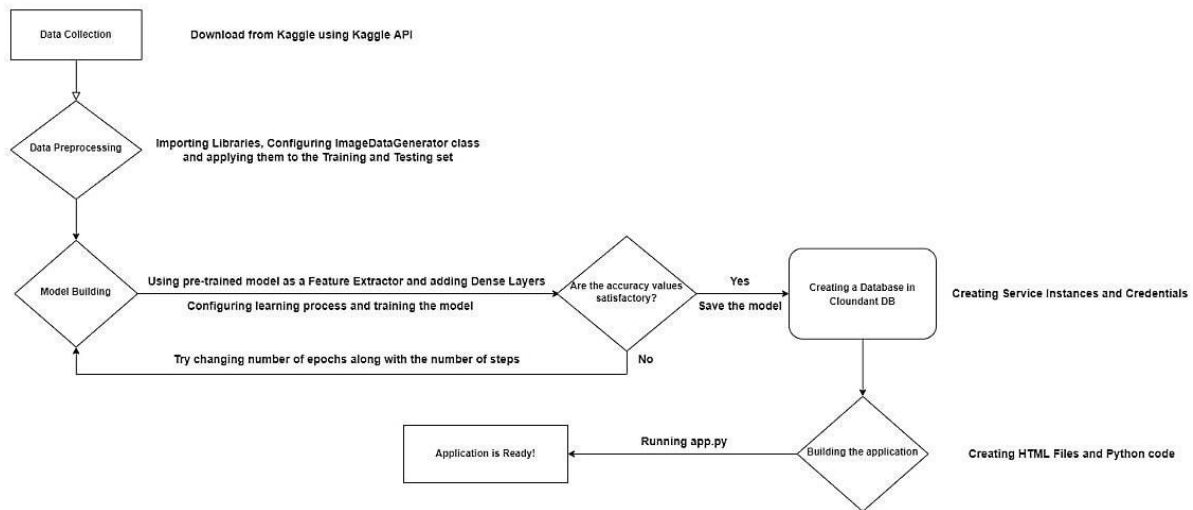 Data Collection
Download from Kaggle using Kaggle API
Data Preprocessing
Importing Libraries, Configuring ImageDataGenerator class
and applying them to the Training and Testing set
Model Building
Using pre-trained model as a Feature Extractor and adding Dense Layers
Configuring learning process and training the model
Are the accuracy values
satisfactory?
Yes
Save the model
Creating a Database in
Cloundant DB
Creating Service Instances and Credentials
Try changing number of epochs along with the number of steps
No
Application is Ready!
Running app.py
Building the application
Creating HTML Files and Python code